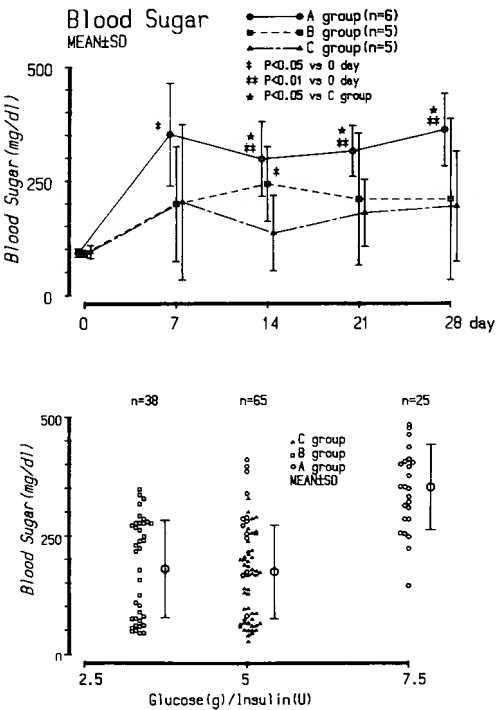 Blood Sugar
MEAN±SD
A group(n=6)
B group(n=5)
C group(n=5)
‡ P<0.05 vs 0 day
‡‡ P<0.01 vs 0 day
★ P<0.05 vs C group
Blood Sugar (mg/dl)
500
250
0
‡
★
‡‡
‡
★
‡‡
★
‡‡
0 7 14 21 28 day
n=38 n=65 n=25
C group
B group
A group
MEAN±SD
Blood Sugar (mg/dl)
500
250
0
2.5 5 7.5
Glucose(g)/Insulin(U)